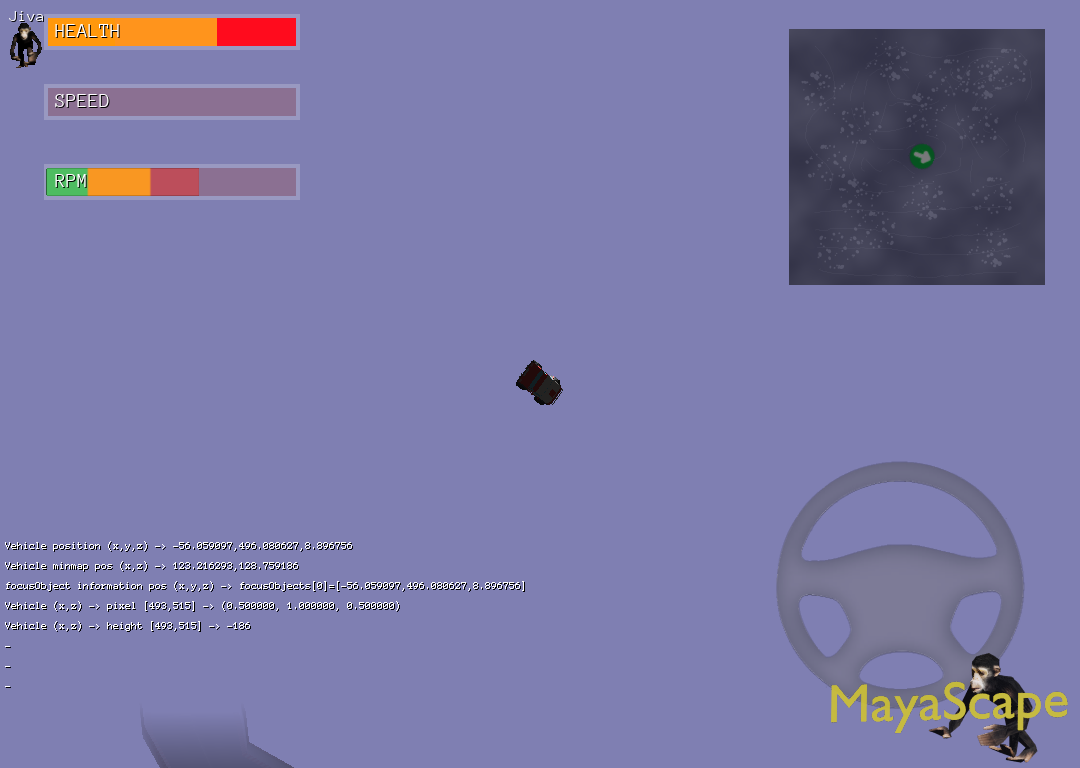 Jiva
HEALTH
SPEED
RPM
Vehicle position (x,y,z) -> -56.059097,496.080627,8.896756
Vehicle minmap pos (x,z) -> 123.216293,128.759186
focusObject information pos (x,y,z) -> focusObjects[0]=[-56.059097,496.080627,8.896756]
Vehicle (x,z) -> pixel [493,515] -> (0.500000, 1.000000, 0.500000)
Vehicle (x,z) -> height [493,515] -> -186
-
-
-
MayaScape